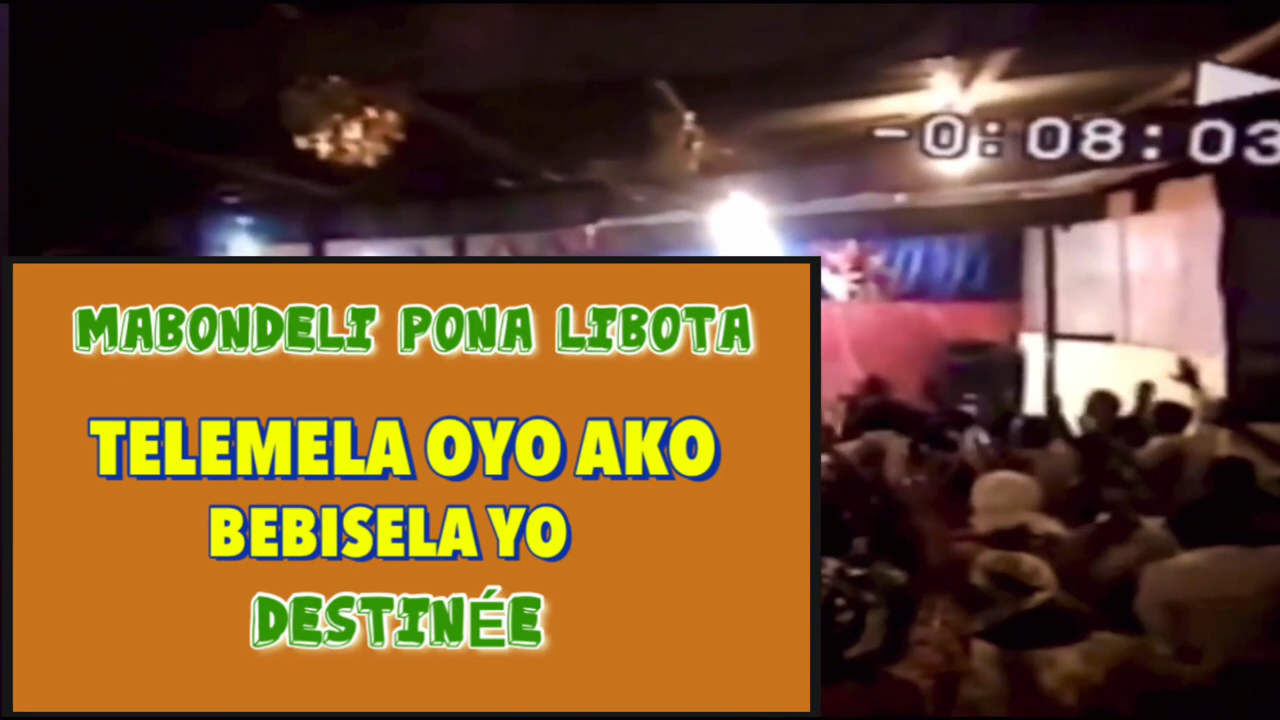 -0:08:03
MABONDELI PONA LIBOTA
TELEMELA OYO AKO
BEBISELA YO
DESTINÉE